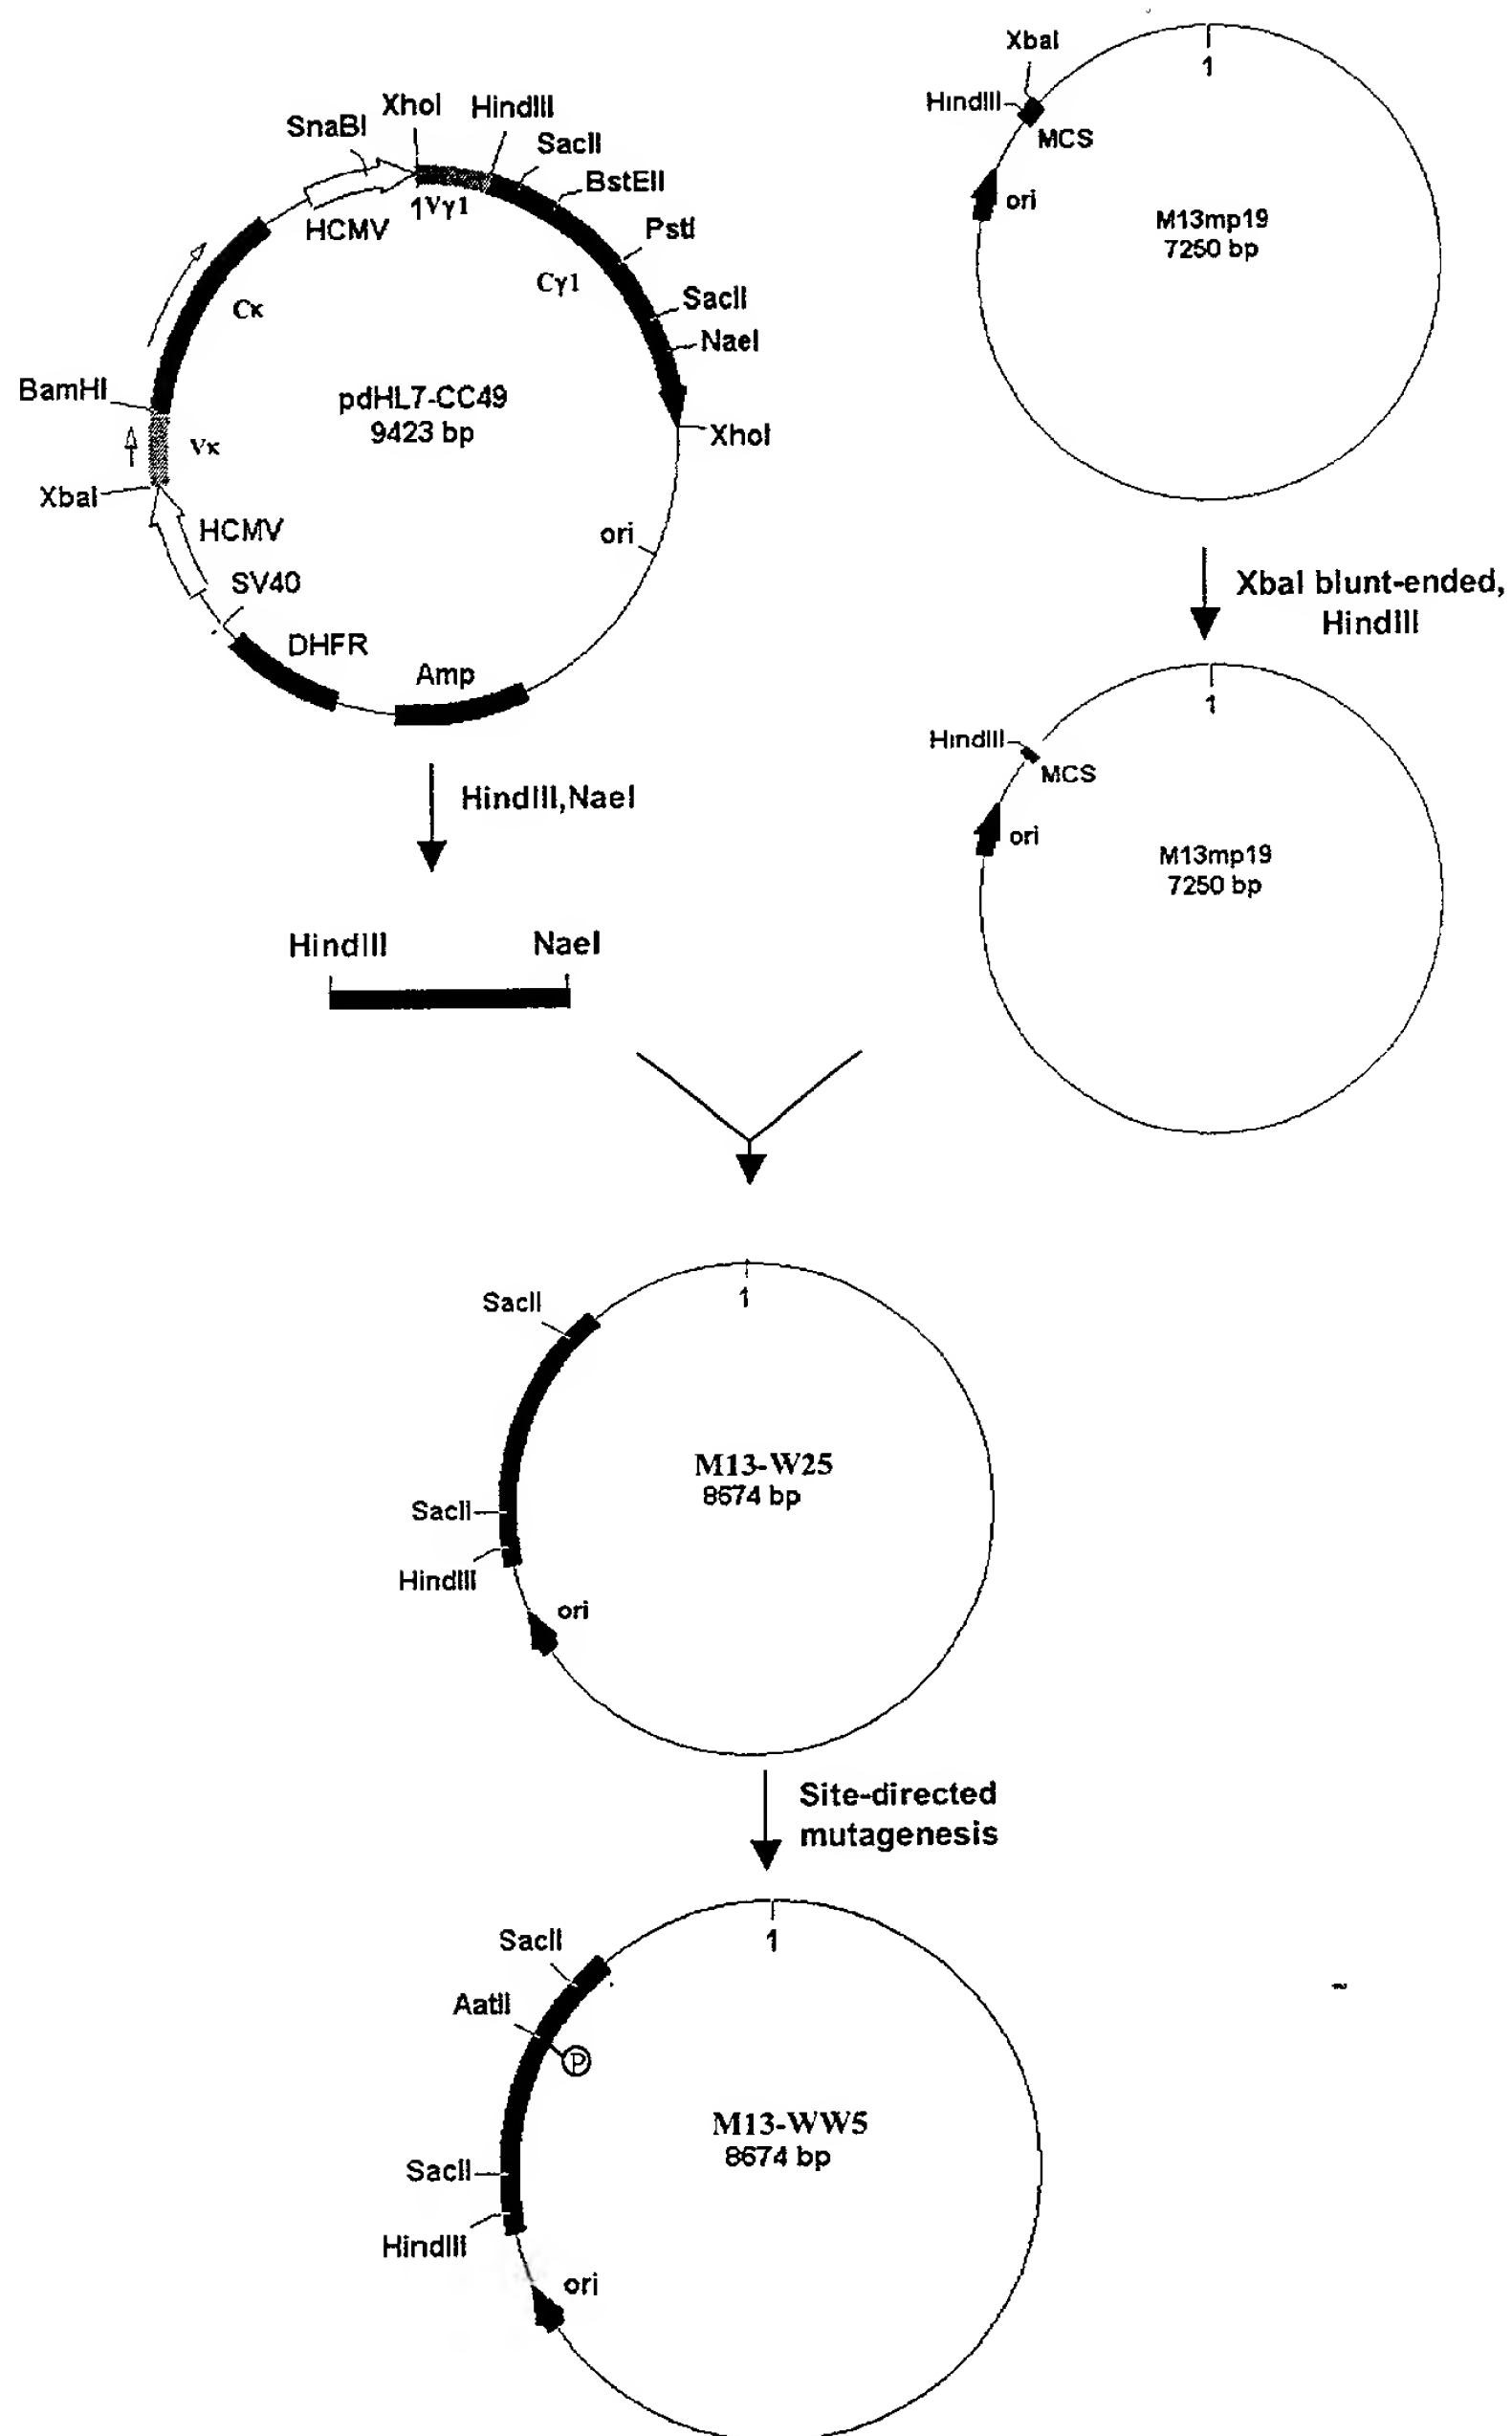 XhoI
HindIII
SnaBI
SacII
BstEII
PstI
SacII
NaeI
XhoI
1
Vγ1
HCMV
Cγ1
Cκ
BamHI
pdHL7-CC49
9423 bp
Vκ
XbaI
HCMV
SV40
DHFR
Amp
ori
XbaI
HindIII
MCS
1
ori
M13mp19
7250 bp
XbaI blunt-ended,
HindIII
HindIII
MCS
1
ori
M13mp19
7250 bp
HindIII,NaeI
HindIII
NaeI
SacII
1
M13-W25
8674 bp
SacII
HindIII
ori
Site-directed
mutagenesis
SacII
1
AatII
P
M13-WW5
8674 bp
SacII
HindIII
ori